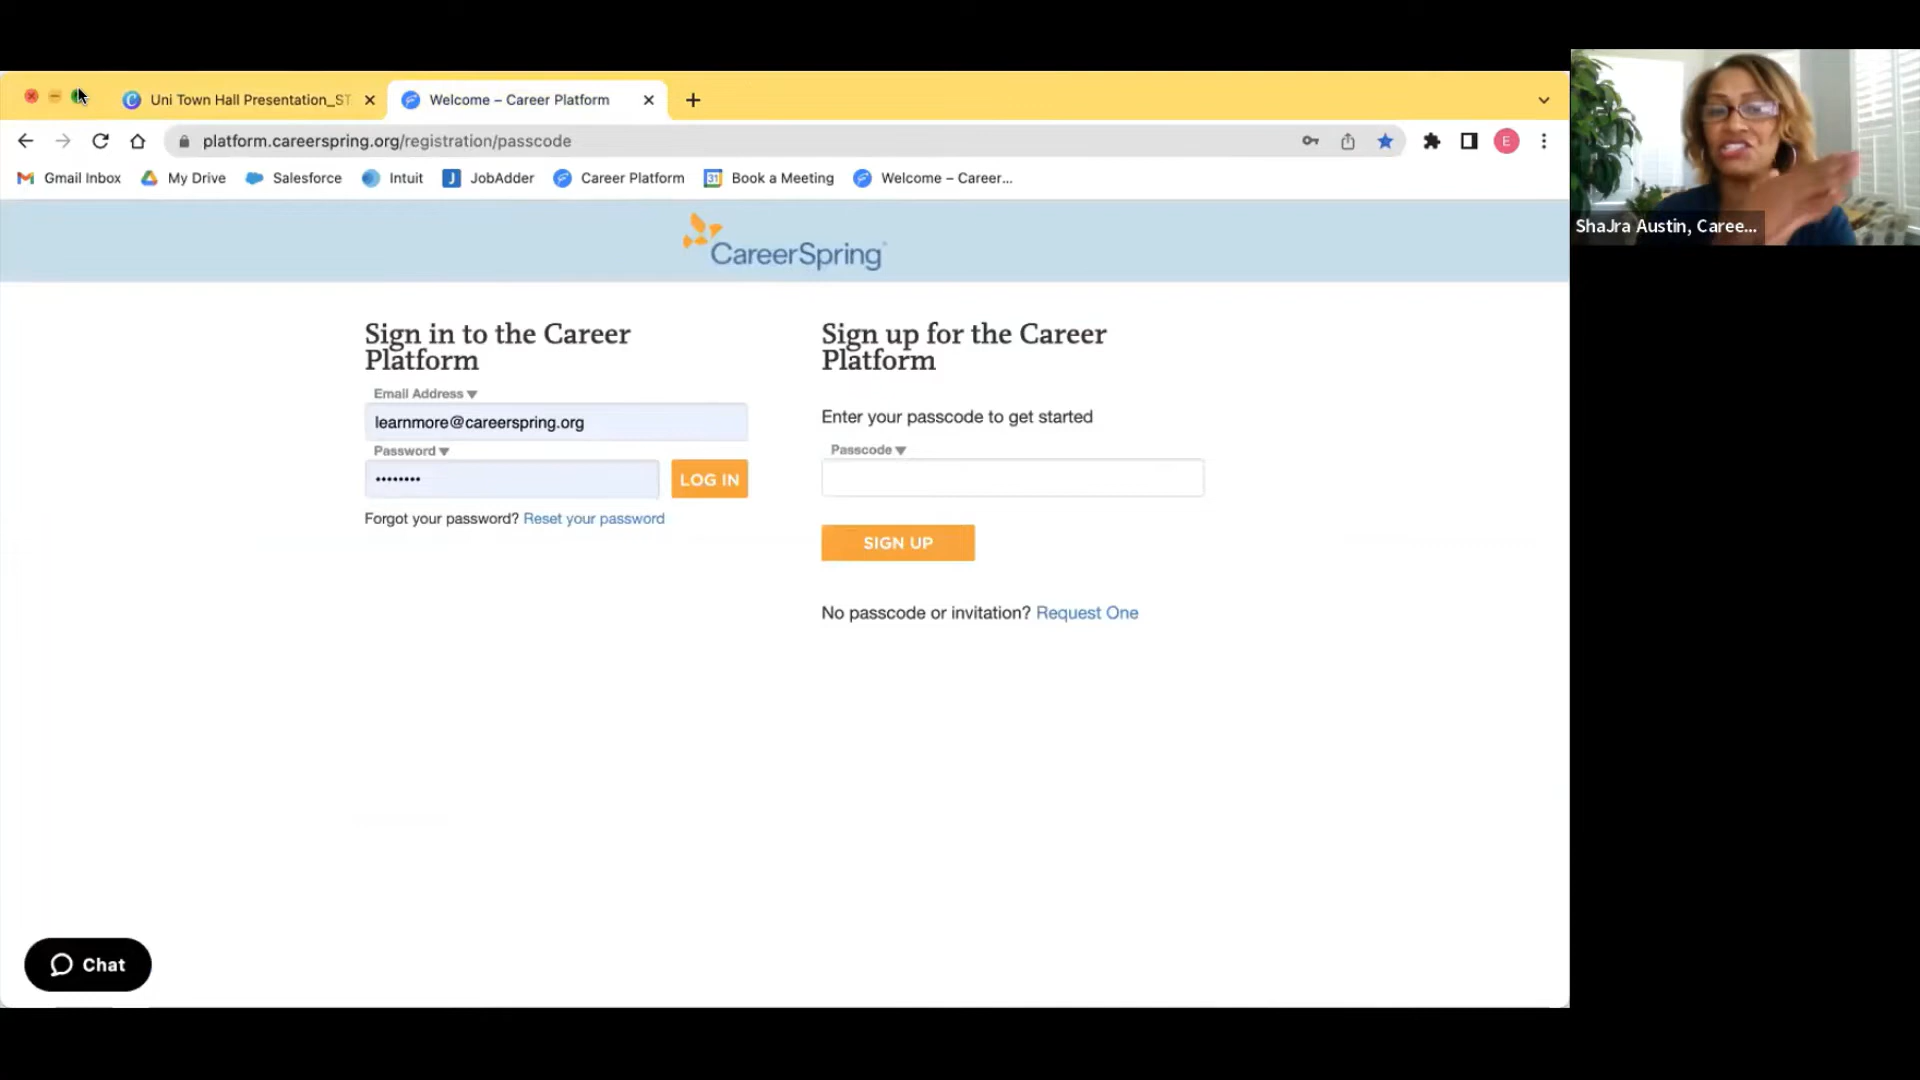 Uni Town Hall Presentation_ST
Welcome – Career Platform
platform.careerspring.org/registration/passcode
E
Gmail Inbox
My Drive
Salesforce
Intuit
J
JobAdder
Career Platform
31
Book a Meeting
Welcome – Career...
CareerSpring
ShaJra Austin, Caree...
Sign in to the Career
Platform
Email Address
learnmore@careerspring.org
Password
LOG IN
Forgot your password? Reset your password
Sign up for the Career
Platform
Enter your passcode to get started
Passcode
SIGN UP
No passcode or invitation? Request One
Chat